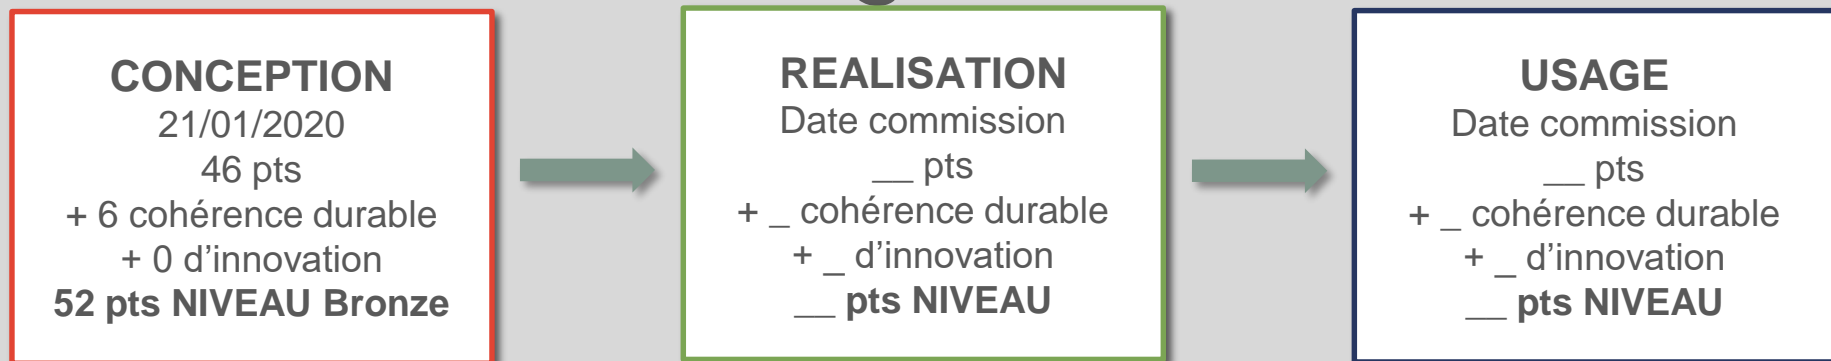 CONCEPTION
21/01/2020
46 pts
+ 6 cohérence durable
+ 0 d’innovation
52 pts NIVEAU Bronze
REALISATION
Date commission
__ pts
+ _ cohérence durable
+ _ d’innovation
__ pts NIVEAU
USAGE
Date commission
__ pts
+ _ cohérence durable
+ _ d’innovation
__ pts NIVEAU